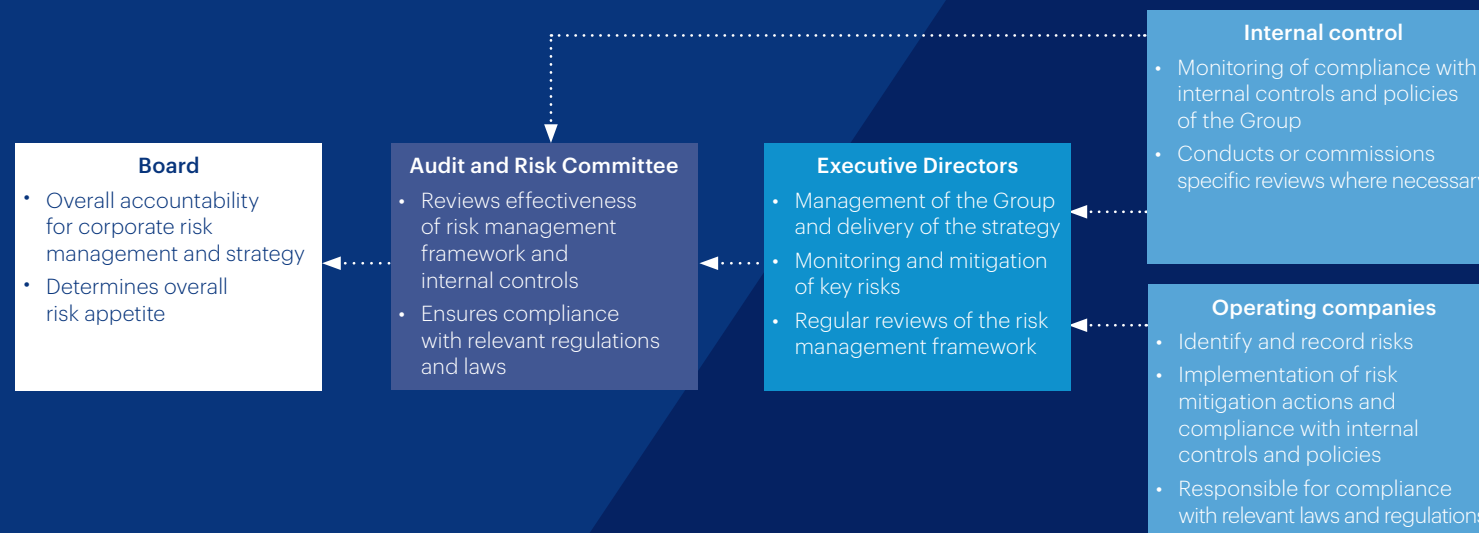 Board
• Overall accountability
for corporate risk
management and strategy
• Determines overall
risk appetite
Audit and Risk Committee
• Reviews effectiveness
of risk management
framework and
internal controls
• Ensures compliance
with relevant regulations
and laws
Executive Directors
• Management of the Group
and delivery of the strategy
• Monitoring and mitigation
of key risks
• Regular reviews of the risk
management framework
Internal control
• Monitoring of compliance with
internal controls and policies
of the Group
• Conducts or commissions
specific reviews where necessary
Operating companies
• Identify and record risks
• Implementation of risk
mitigation actions and
compliance with internal
controls and policies
• Responsible for compliance
with relevant laws and regulations